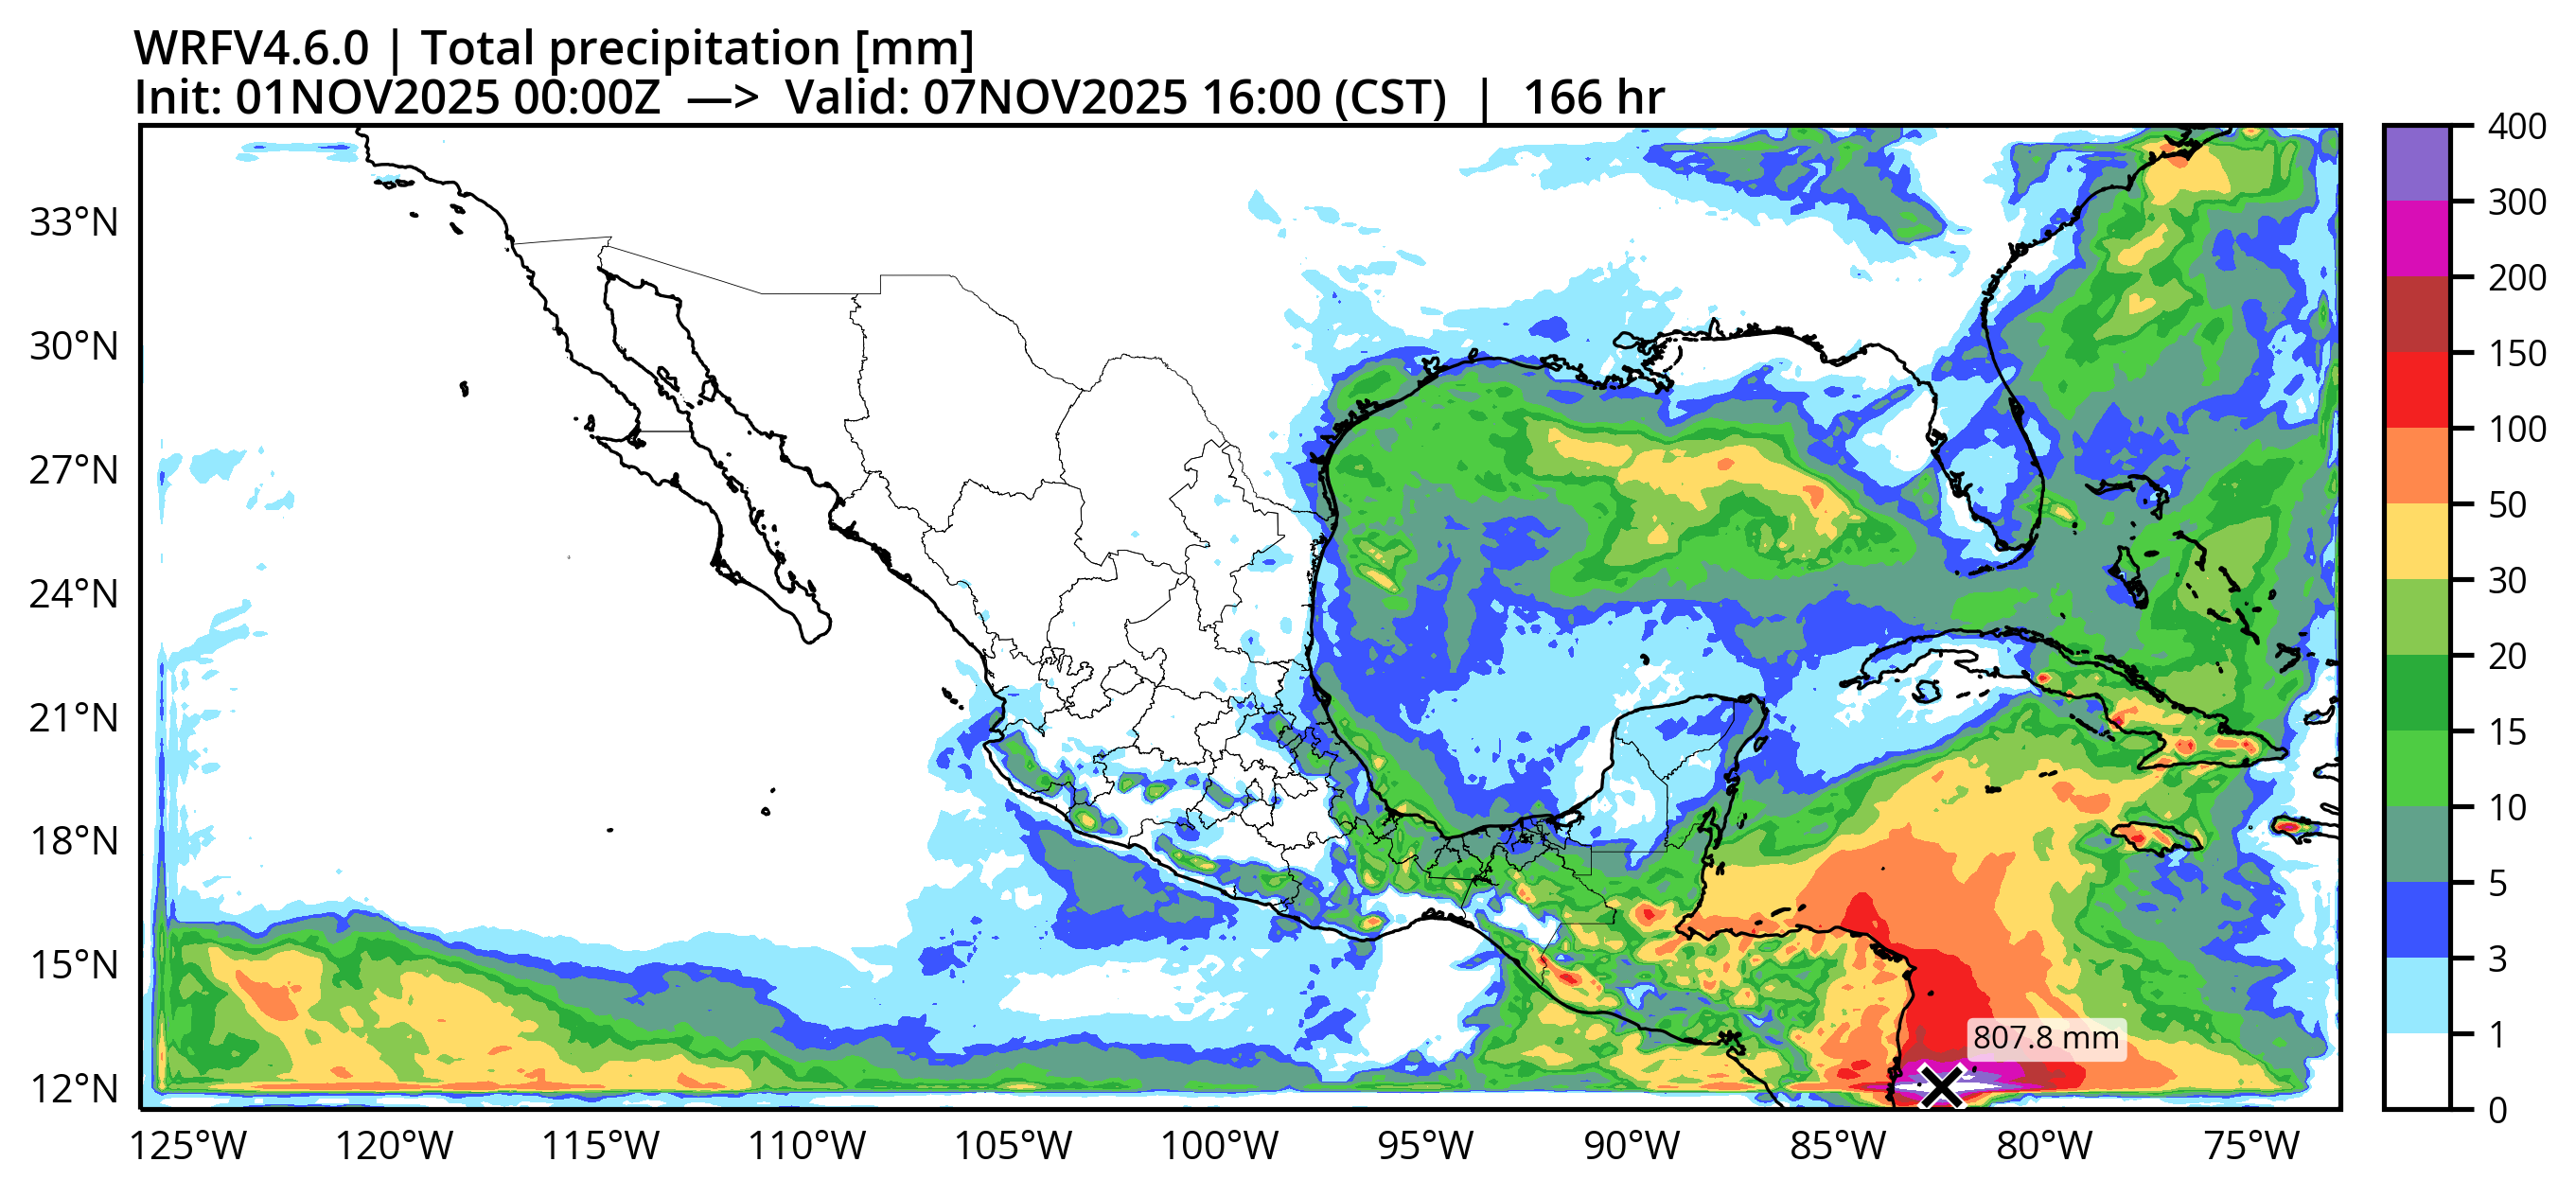 WRFV4.6.0 | Total precipitation [mm]
Init: 01NOV2025 00:00Z —> Valid: 07NOV2025 16:00 (CST) | 166 hr
33°N
30°N
27°N
24°N
21°N
18°N
15°N
12°N
807.8 mm
125°W 120°W 115°W 110°W 105°W 100°W 95°W 90°W 85°W 80°W 75°W
400
300
200
150
100
50
30
20
15
10
5
3
1
0